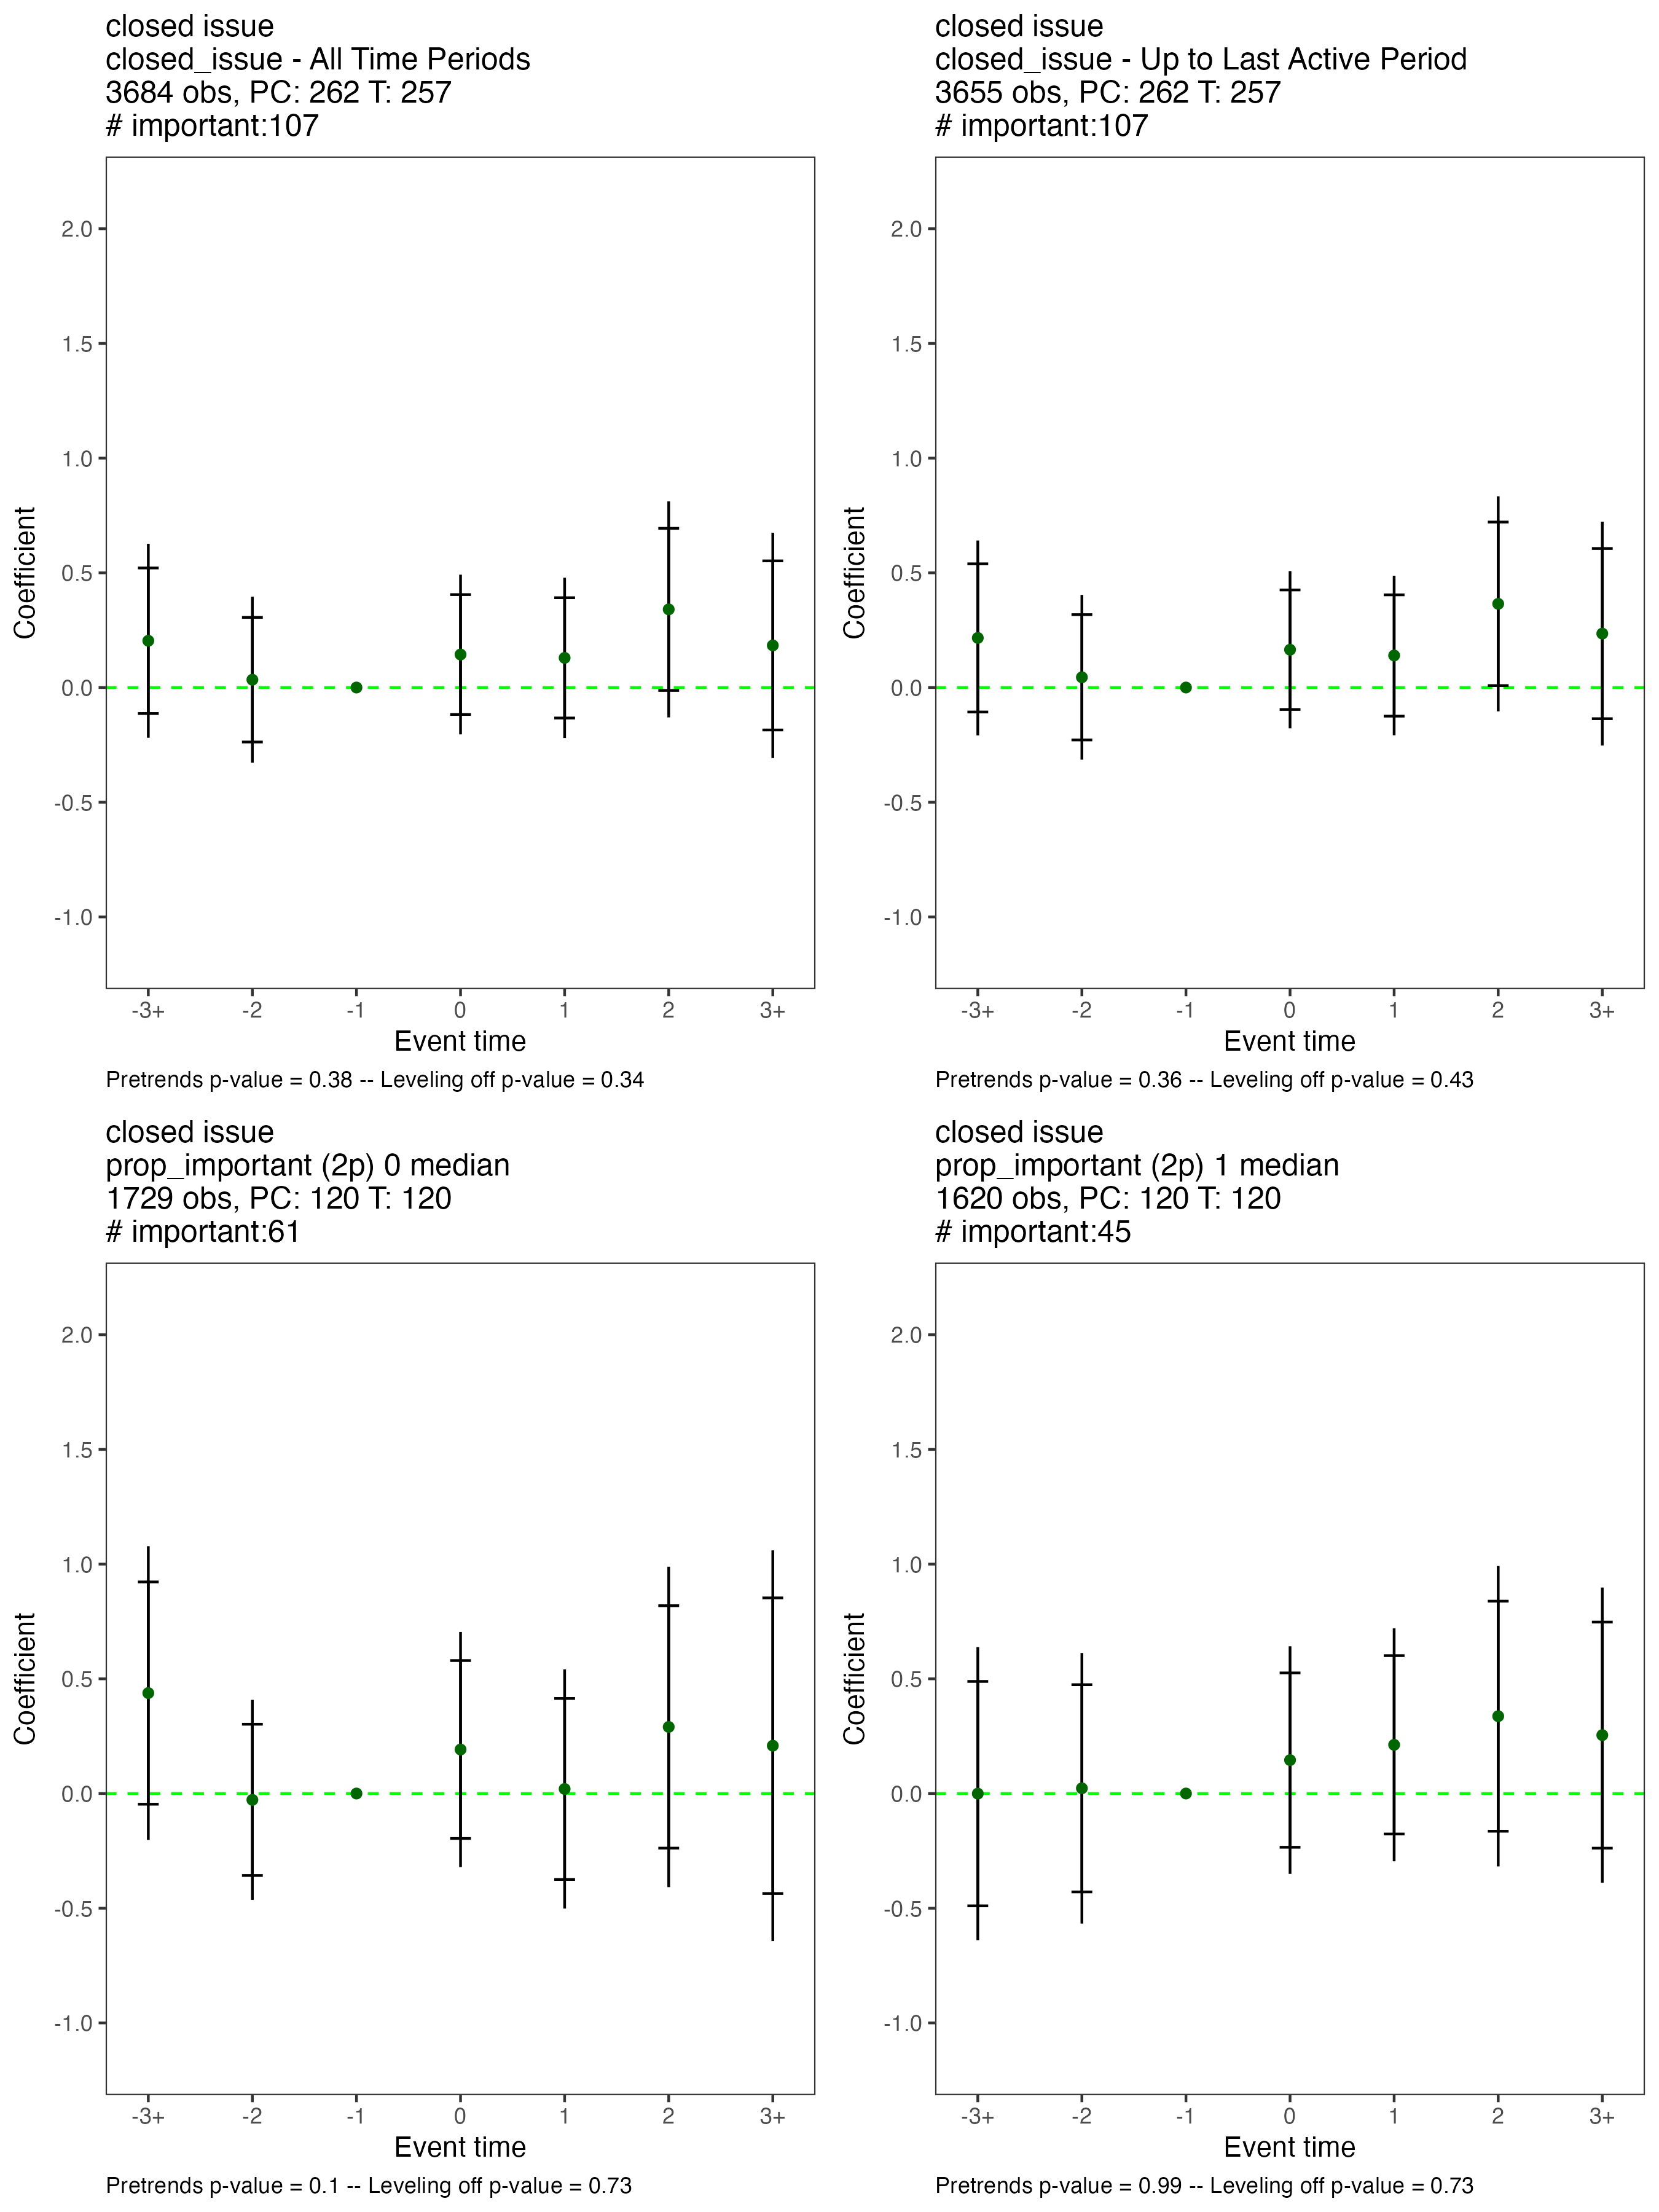 closed issue
closed_issue - All Time Periods
3684 obs, PC: 262 T: 257
# important:107
2.0
1.5
1.0
0.5
0.0
-0.5
-1.0
Coefficient
-3+ -2 -1 0 1 2 3+
Event time
Pretrends p-value = 0.38 -- Leveling off p-value = 0.34
closed issue
closed_issue - Up to Last Active Period
3655 obs, PC: 262 T: 257
# important:107
2.0
1.5
1.0
0.5
0.0
-0.5
-1.0
Coefficient
-3+ -2 -1 0 1 2 3+
Event time
Pretrends p-value = 0.36 -- Leveling off p-value = 0.43
closed issue
prop_important (2p) 0 median
1729 obs, PC: 120 T: 120
# important:61
2.0
1.5
1.0
0.5
0.0
-0.5
-1.0
Coefficient
-3+ -2 -1 0 1 2 3+
Event time
Pretrends p-value = 0.1 -- Leveling off p-value = 0.73
closed issue
prop_important (2p) 1 median
1620 obs, PC: 120 T: 120
# important:45
2.0
1.5
1.0
0.5
0.0
-0.5
-1.0
Coefficient
-3+ -2 -1 0 1 2 3+
Event time
Pretrends p-value = 0.99 -- Leveling off p-value = 0.73